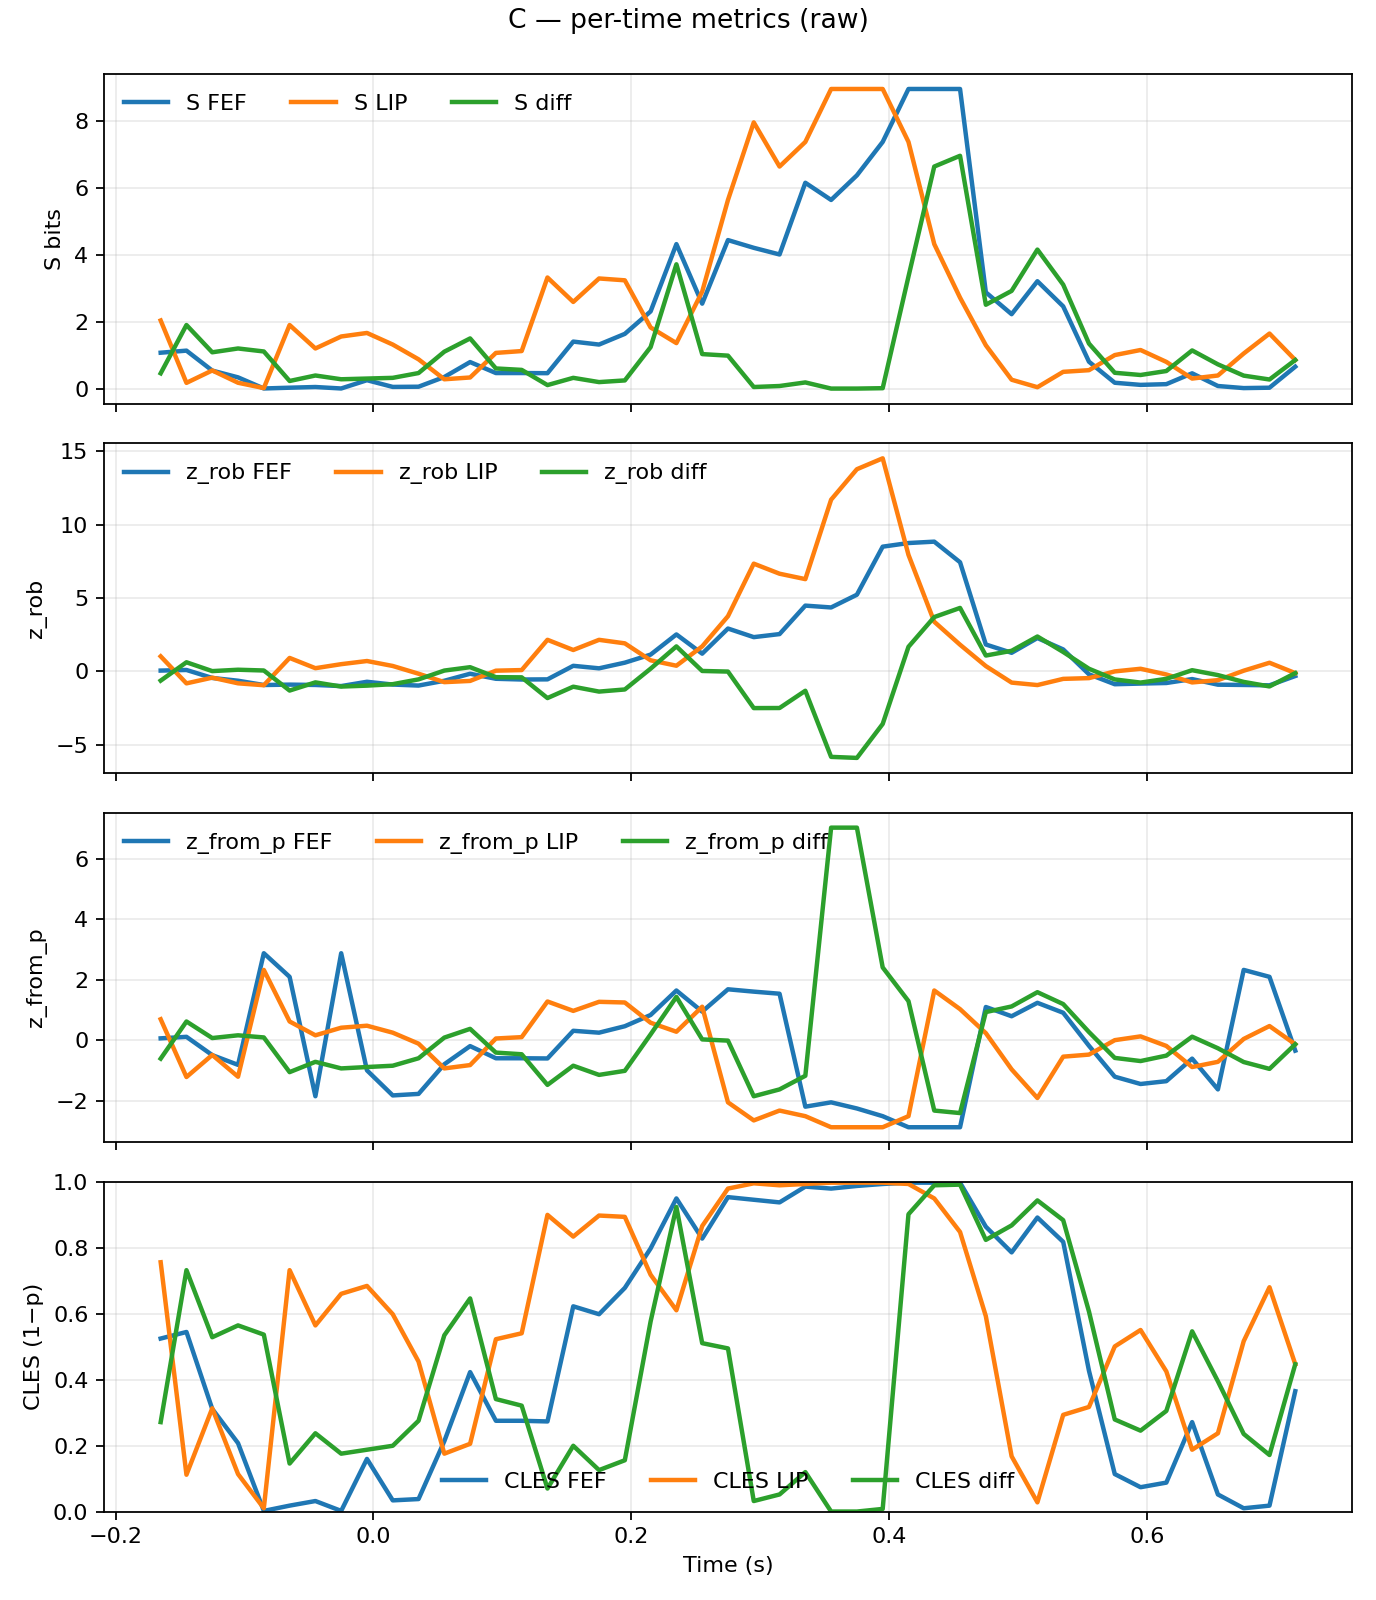 C — per-time metrics (raw)
S FEF S LIP S diff
8
6
4
2
0
S bits
z_rob FEF z_rob LIP z_rob diff
15
10
5
0
−5
z_rob
z_from_p FEF z_from_p LIP z_from_p diff
6
4
2
0
−2
z_from_p
1.0
0.8
0.6
0.4
0.2
0.0
CLES (1−p)
CLES FEF CLES LIP CLES diff
−0.2 0.0 0.2 0.4 0.6
Time (s)